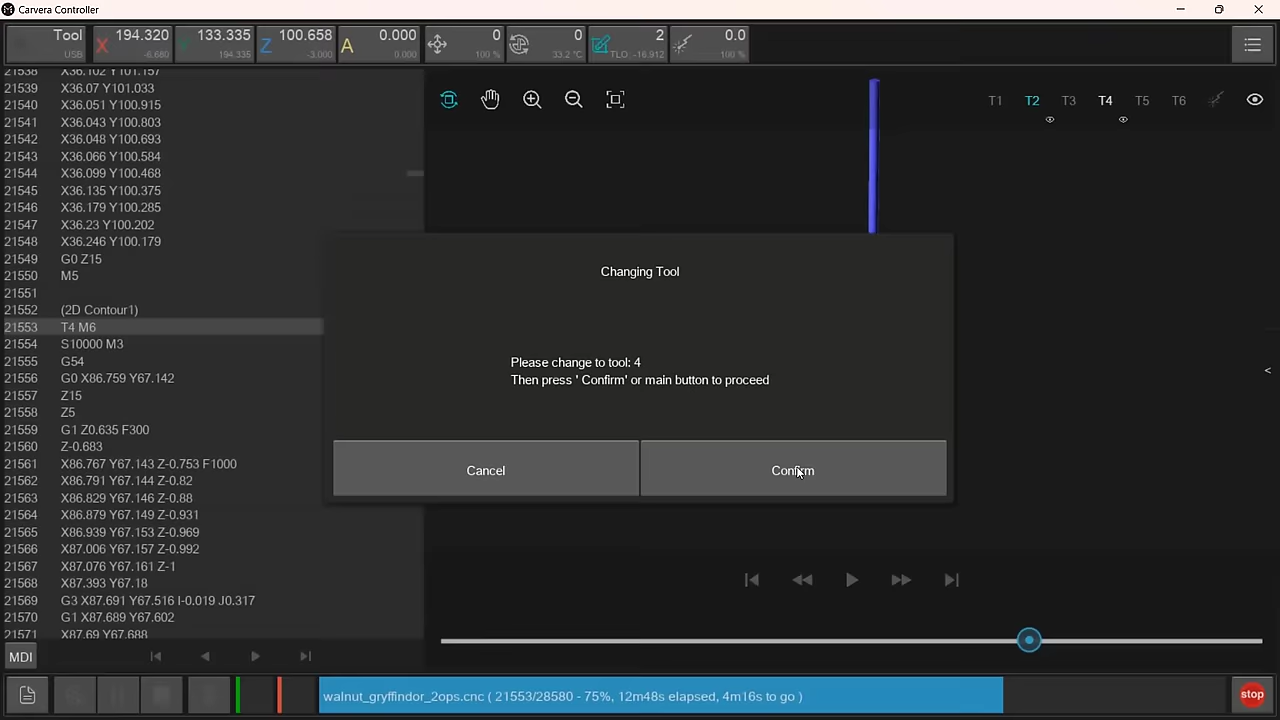 Carvera Controller
Tool
USB
X 194.320
-6.680
133.335
194.335
Z 100.658
-3.000
A 0.000
0.000
0
100 %
0
33.2 °C
2
TLO: -16.912
0.0
100 %
21538 X36.102 Y101.157
21539 X36.07 Y101.033
21540 X36.051 Y100.915
21541 X36.043 Y100.803
21542 X36.048 Y100.693
21543 X36.066 Y100.584
21544 X36.099 Y100.468
21545 X36.135 Y100.375
21546 X36.179 Y100.285
21547 X36.23 Y100.202
21548 X36.246 Y100.179
21549 G0 Z15
21550 M5
21551
21552 (2D Contour1)
21553 T4 M6
21554 S10000 M3
21555 G54
21556 G0 X86.759 Y67.142
21557 Z15
21558 Z5
21559 G1 Z0.635 F300
21560 Z-0.683
21561 X86.767 Y67.143 Z-0.753 F1000
21562 X86.791 Y67.144 Z-0.82
21563 X86.829 Y67.146 Z-0.88
21564 X86.879 Y67.149 Z-0.931
21565 X86.939 Y67.153 Z-0.969
21566 X87.006 Y67.157 Z-0.992
21567 X87.076 Y67.161 Z-1
21568 X87.393 Y67.18
21569 G3 X87.691 Y67.516 I-0.019 J0.317
21570 G1 X87.689 Y67.602
21571 X87.69 Y67.688
T1 T2 T3 T4 T5 T6
<
Changing Tool
Please change to tool: 4
Then press ' Confirm' or main button to proceed
Cancel
Confirm
MDI
walnut_gryffindor_2ops.cnc ( 21553/28580 - 75%, 12m48s elapsed, 4m16s to go )
stop